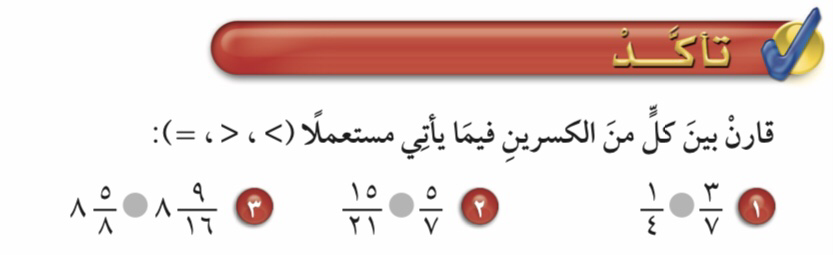 تأكَّـــدْ
قارنْ بينَ كلٍّ منَ الكسرينِ فيمَا يأتِي مستعملًا (> ، < ، =):
١ ٣/٧ ● ١/٤ ٢ ٥/٧ ● ١٥/٢١ ٣ ٨ ٩/١٦ ● ٨ ٥/٨